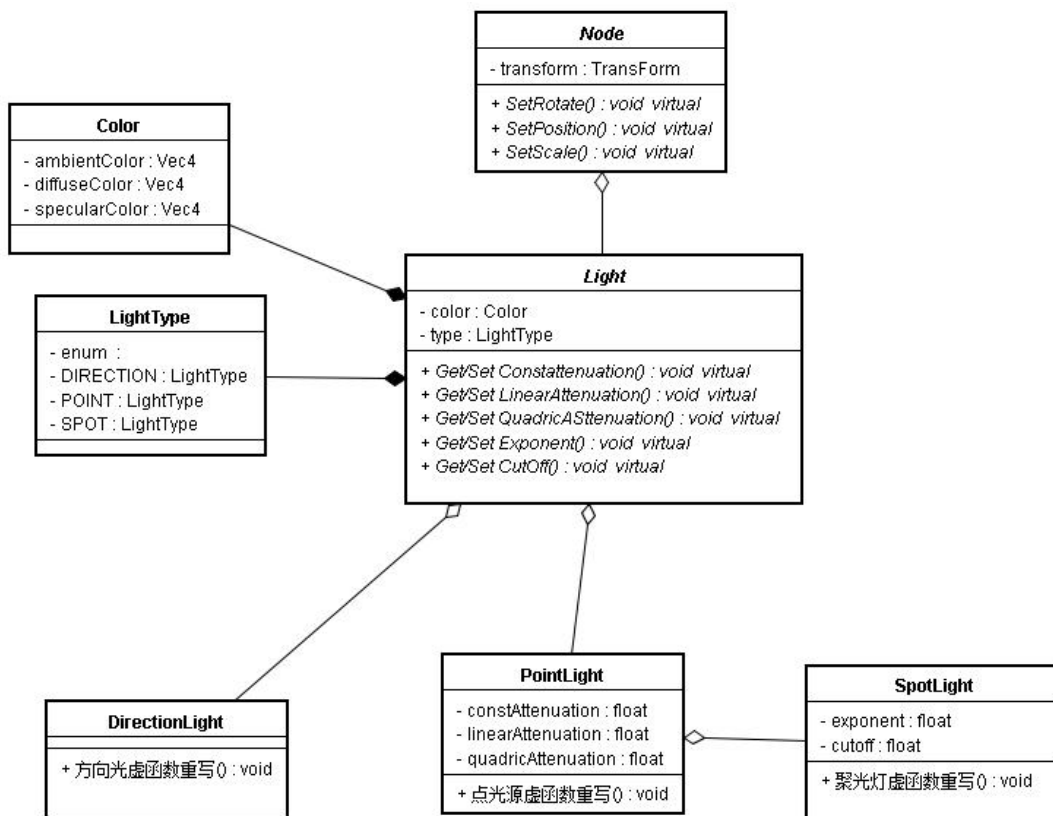 Node
- transform : TransForm
+ SetRotate() : void virtual
+ SetPosition() : void virtual
+ SetScale() : void virtual
Color
- ambientColor : Vec4
- diffuseColor : Vec4
- specularColor : Vec4
Light
- color : Color
- type : LightType
+ Get/Set Constattenuation() : void virtual
+ Get/Set LinearAttenuation() : void virtual
+ Get/Set QuadricASttenuation() : void virtual
+ Get/Set Exponent() : void virtual
+ Get/Set CutOff() : void virtual
LightType
- enum :
- DIRECTION : LightType
- POINT : LightType
- SPOT : LightType
DirectionLight
+ 方向光虚函数重写() : void
PointLight
- constAttenuation : float
- linearAttenuation : float
- quadricAttenuation : float
+ 点光源虚函数重写() : void
SpotLight
- exponent : float
- cutoff : float
+ 聚光灯虚函数重写() : void